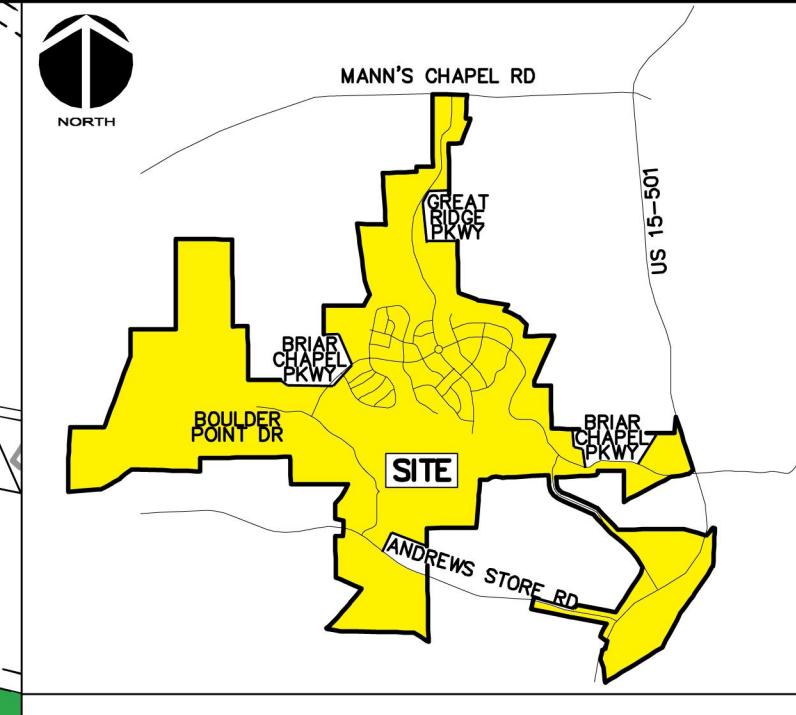 NORTH
MANN'S CHAPEL RD
US 15-501
GREAT
RIDGE
PKWY
BRIAR
CHAPEL
PKWY
BOULDER
POINT DR
BRIAR
CHAPEL
PKWY
SITE
ANDREWS STORE RD